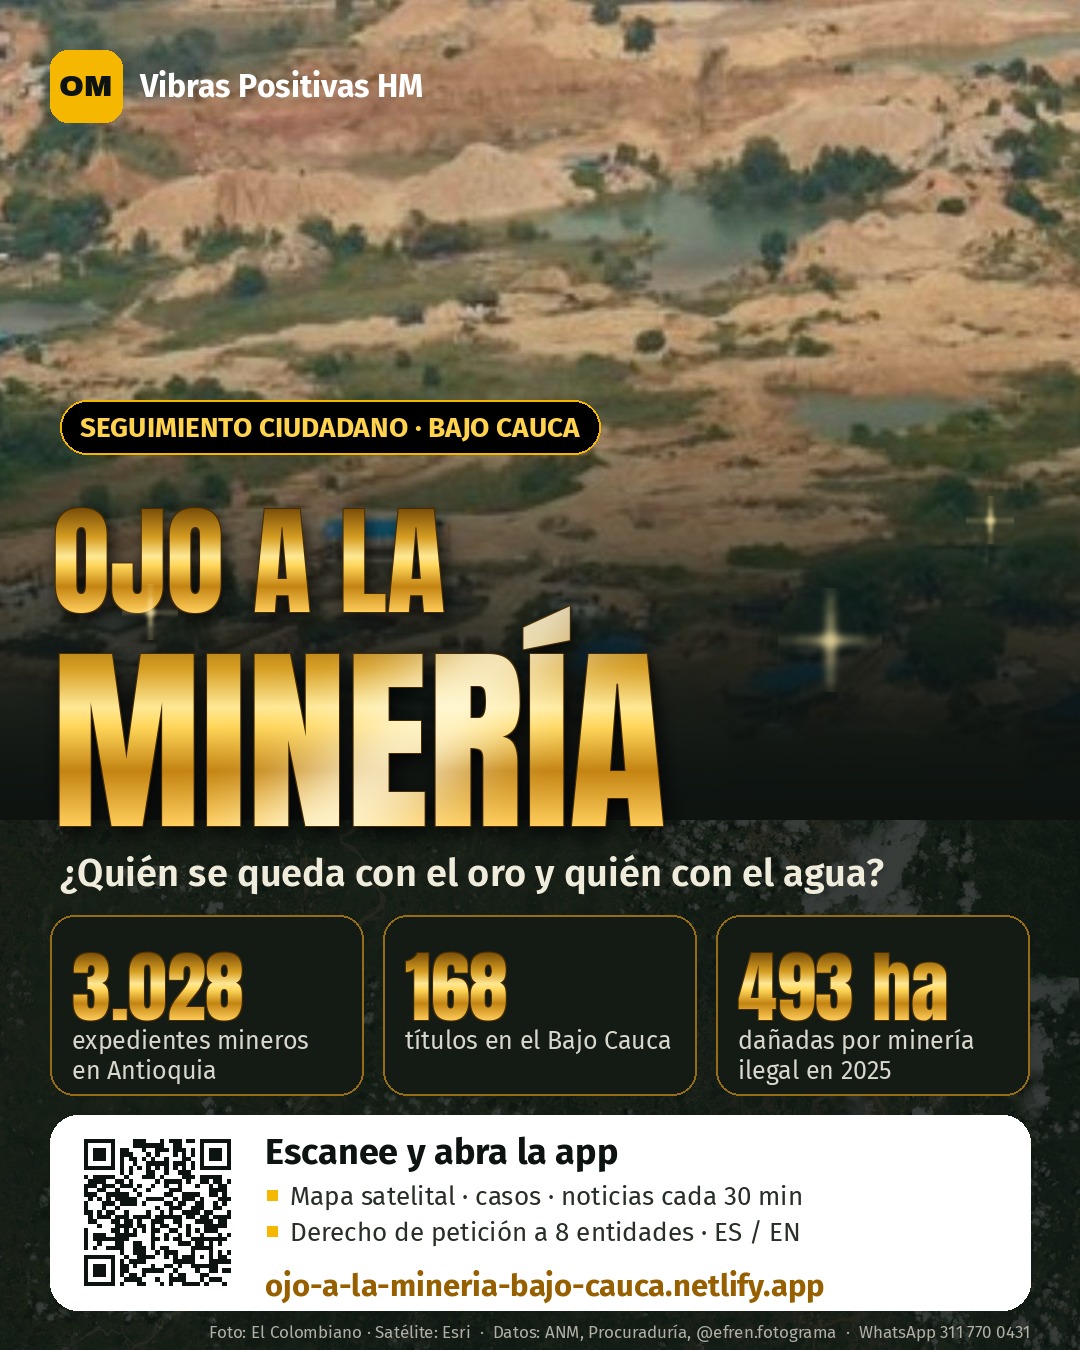 OM
Vibras Positivas HM
SEGUIMIENTO CIUDADANO · BAJO CAUCA
OJO A LA
MINERÍA
¿Quién se queda con el oro y quién con el agua?
3.028
expedientes mineros
en Antioquia
168
títulos en el Bajo Cauca
493 ha
dañadas por minería
ilegal en 2025
Escanee y abra la app
Mapa satelital · casos · noticias cada 30 min
Derecho de petición a 8 entidades · ES / EN
ojo-a-la-mineria-bajo-cauca.netlify.app
Foto: El Colombiano · Satélite: Esri · Datos: ANM, Procuraduría, @efren.fotograma · WhatsApp 311 770 0431